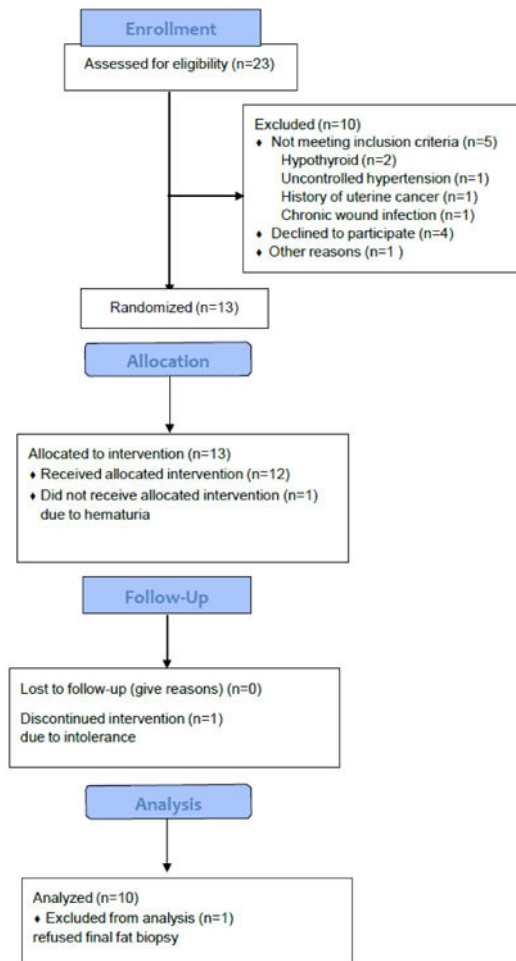 Enrollment
Assessed for eligibility (n=23)
Excluded (n=10)
♦ Not meeting inclusion criteria (n=5)
Hypothyroid (n=2)
Uncontrolled hypertension (n=1)
History of uterine cancer (n=1)
Chronic wound infection (n=1)
♦ Declined to participate (n=4)
♦ Other reasons (n=1 )
Randomized (n=13)
Allocation
Allocated to intervention (n=13)
♦ Received allocated intervention (n=12)
♦ Did not receive allocated intervention (n=1)
due to hematuria
Follow-Up
Lost to follow-up (give reasons) (n=0)
Discontinued intervention (n=1)
due to intolerance
Analysis
Analyzed (n=10)
♦ Excluded from analysis (n=1)
refused final fat biopsy